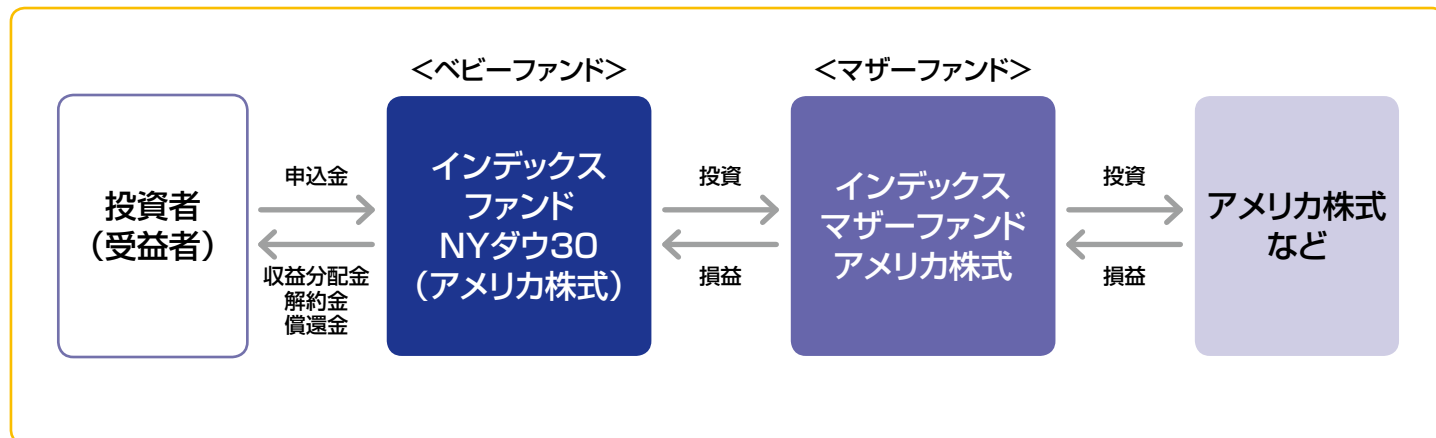 <ベビーファンド>
<マザーファンド>
投資者
(受益者)
申込金
収益分配金
解約金
償還金
インデックス
ファンド
NYダウ30
(アメリカ株式)
投資
損益
インデックス
マザーファンド
アメリカ株式
投資
損益
アメリカ株式
など